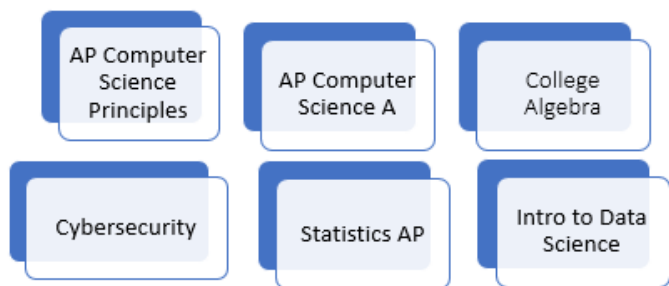 AP Computer
Science
Principles
AP Computer
Science A
College
Algebra
Cybersecurity
Statistics AP
Intro to Data
Science